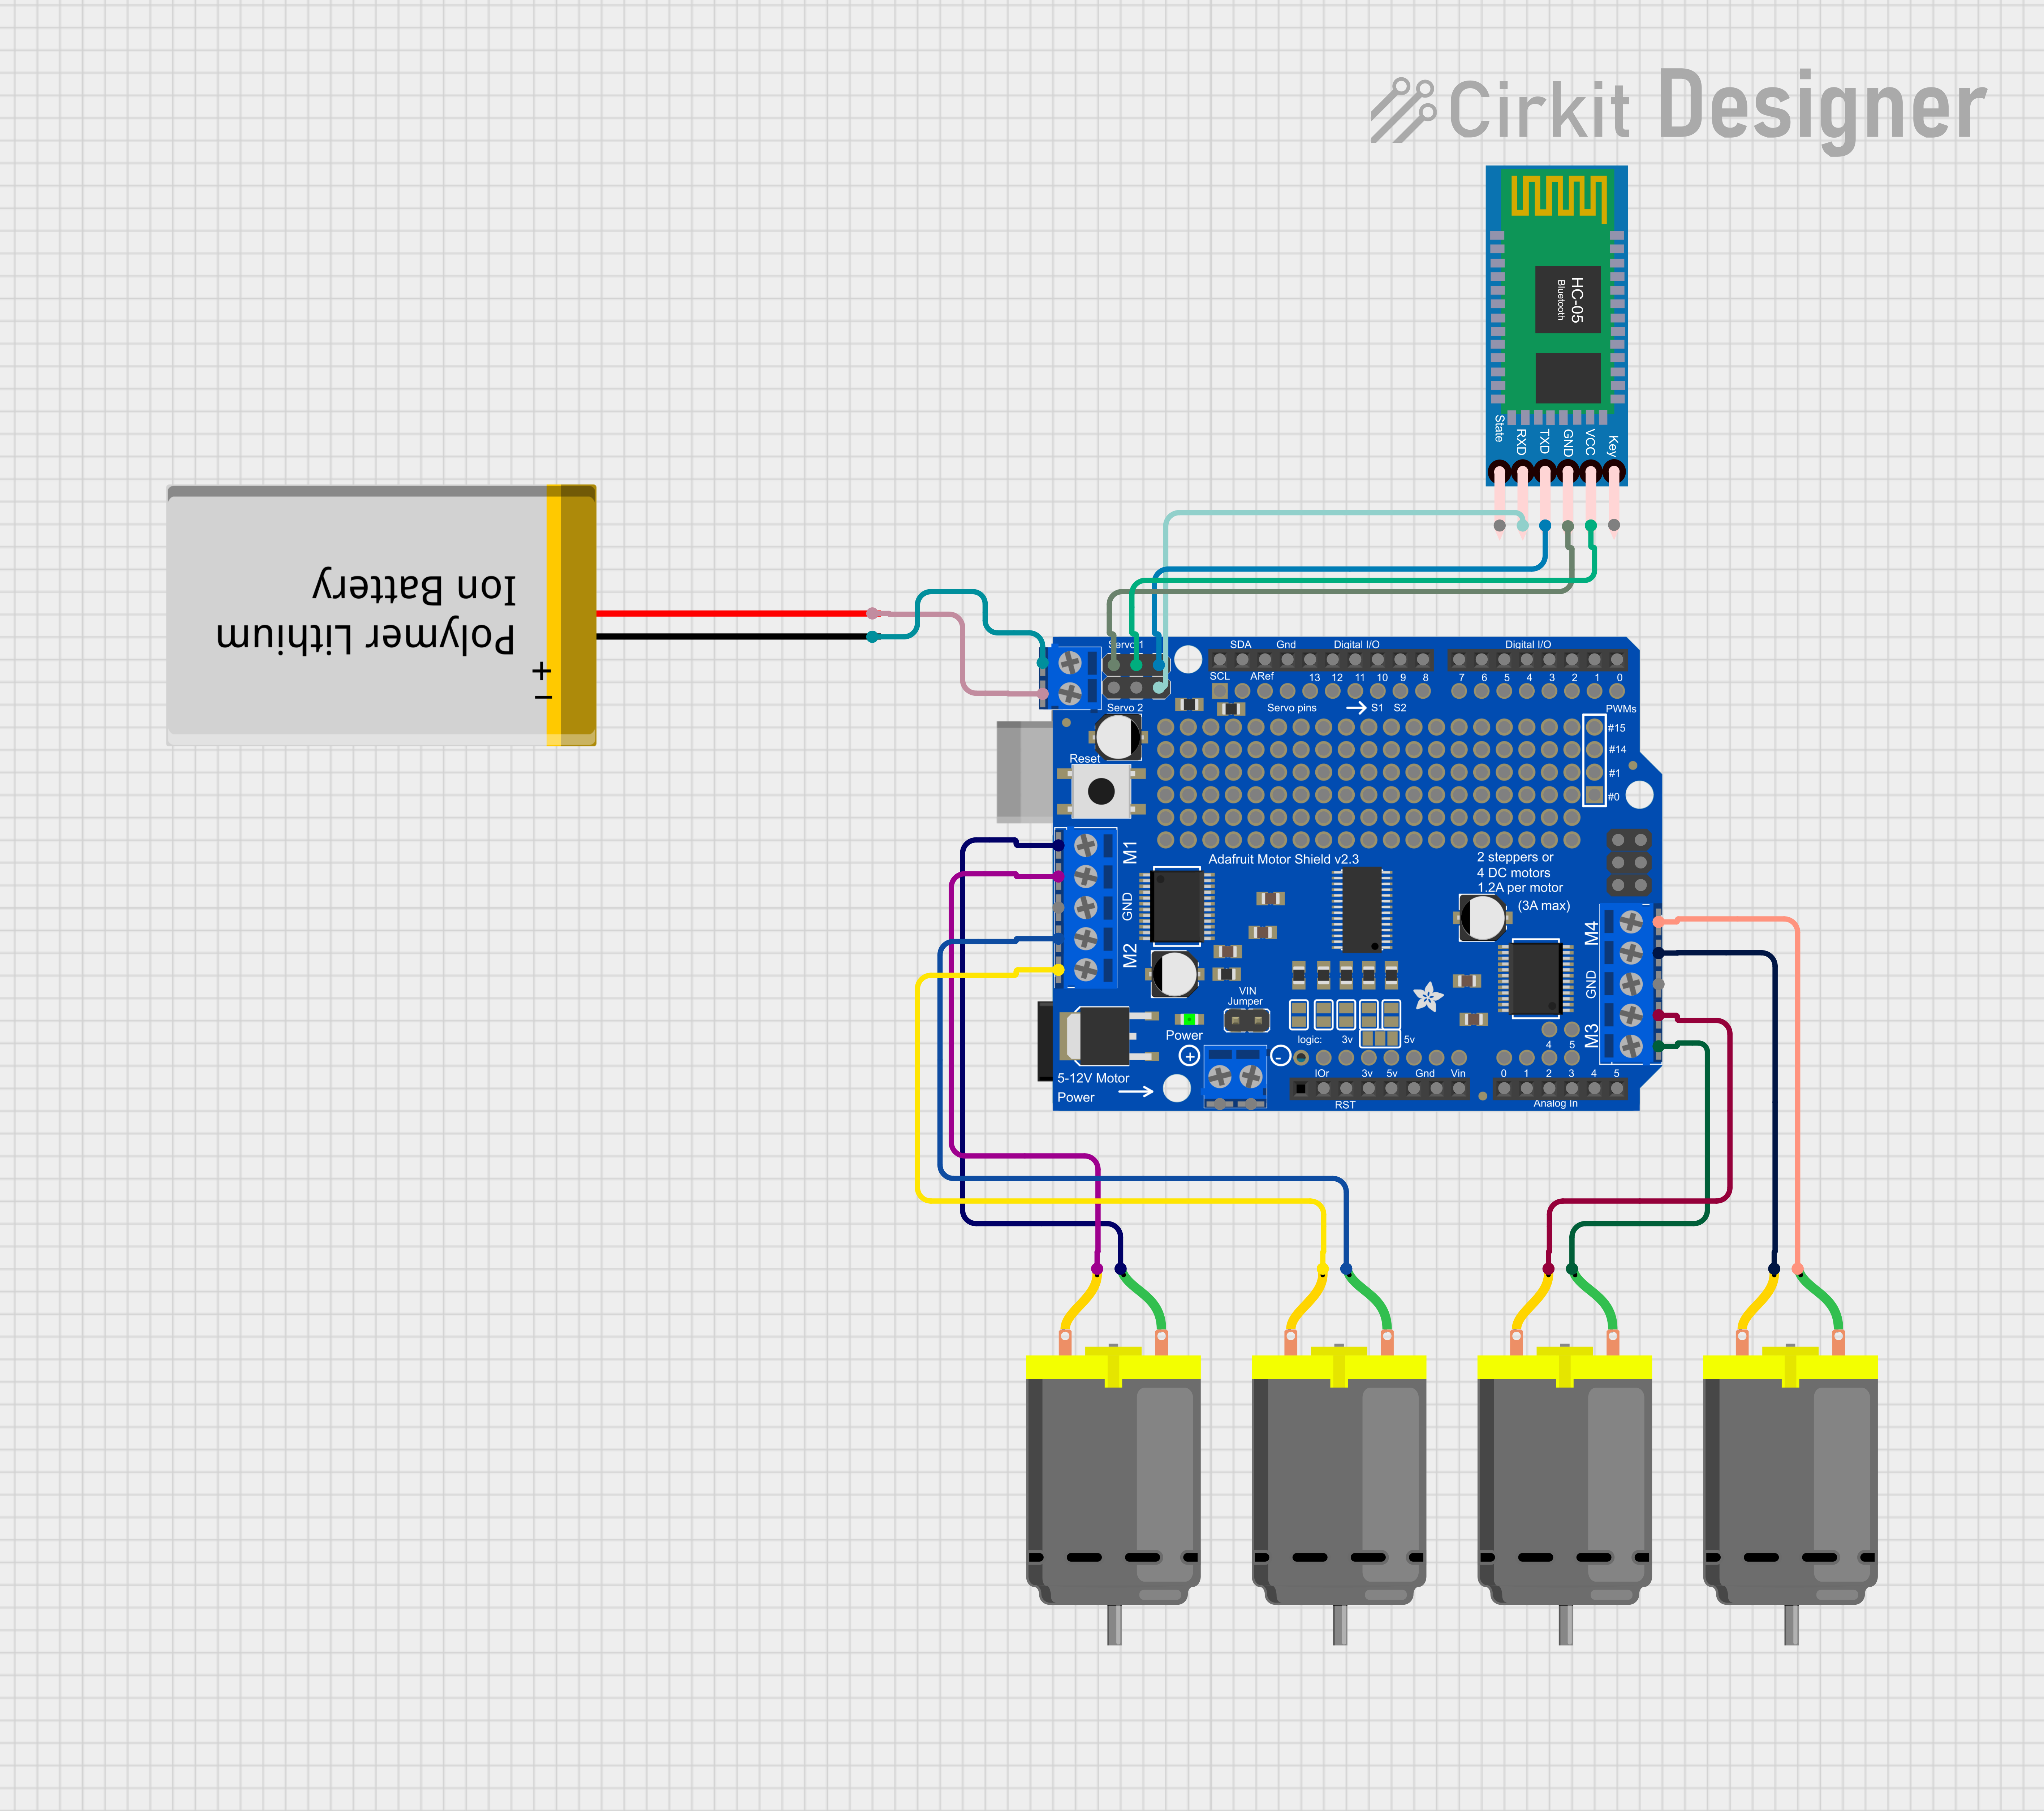 Cirkit Designer
HC-05
Bluetooth
State
RXD
TXD
GND
VCC
Key
Polymer Lithium
Ion Battery
+
−
Servo 1
SDA
Gnd
Digital I/O
Digital I/O
SCL
ARef
13
12
11
10
9
8
7
6
5
4
3
2
1
0
Servo 2
Servo pins
S1
S2
PWMs
#15
#14
#1
#0
Reset
M1
GND
M2
Adafruit Motor Shield v2.3
2 steppers or
4 DC motors
1.2A per motor
(3A max)
M4
GND
M3
VIN
Jumper
Power
+
-
logic:
3v
5v
4
5
5-12V Motor
Power
IOr
3v
5v
Gnd
Vin
0
1
2
3
4
5
RST
Analog In